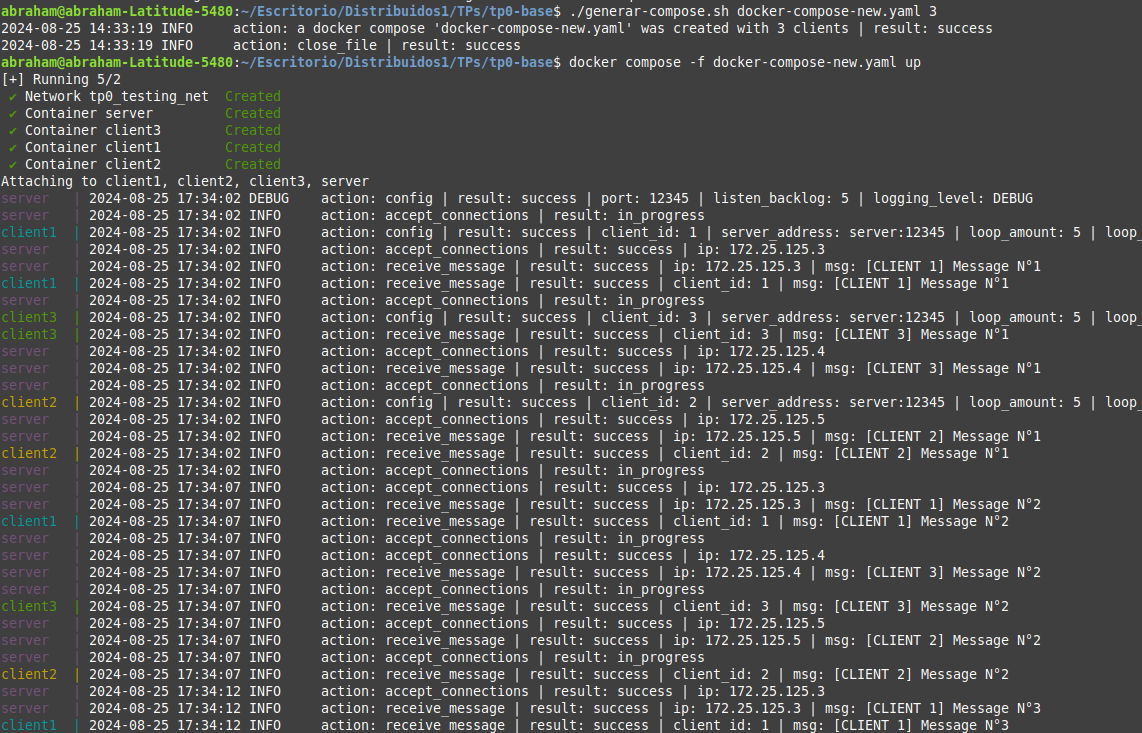 abraham@abraham-Latitude-5480:~/Escritorio/Distribuidos1/TPs/tp0-base$ ./generar-compose.sh docker-compose-new.yaml 3
2024-08-25 14:33:19 INFO     action: a docker compose 'docker-compose-new.yaml' was created with 3 clients | result: success
2024-08-25 14:33:19 INFO     action: close_file | result: success
abraham@abraham-Latitude-5480:~/Escritorio/Distribuidos1/TPs/tp0-base$ docker compose -f docker-compose-new.yaml up
[+] Running 5/2
 ✔ Network tp0_testing_net  Created
 ✔ Container server         Created
 ✔ Container client3        Created
 ✔ Container client1        Created
 ✔ Container client2        Created
Attaching to client1, client2, client3, server
server   | 2024-08-25 17:34:02 DEBUG    action: config | result: success | port: 12345 | listen_backlog: 5 | logging_level: DEBUG
server   | 2024-08-25 17:34:02 INFO     action: accept_connections | result: in_progress
client1  | 2024-08-25 17:34:02 INFO     action: config | result: success | client_id: 1 | server_address: server:12345 | loop_amount: 5 | loop_
server   | 2024-08-25 17:34:02 INFO     action: accept_connections | result: success | ip: 172.25.125.3
server   | 2024-08-25 17:34:02 INFO     action: receive_message | result: success | ip: 172.25.125.3 | msg: [CLIENT 1] Message N°1
client1  | 2024-08-25 17:34:02 INFO     action: receive_message | result: success | client_id: 1 | msg: [CLIENT 1] Message N°1
server   | 2024-08-25 17:34:02 INFO     action: accept_connections | result: in_progress
client3  | 2024-08-25 17:34:02 INFO     action: config | result: success | client_id: 3 | server_address: server:12345 | loop_amount: 5 | loop_
client3  | 2024-08-25 17:34:02 INFO     action: receive_message | result: success | client_id: 3 | msg: [CLIENT 3] Message N°1
server   | 2024-08-25 17:34:02 INFO     action: accept_connections | result: success | ip: 172.25.125.4
server   | 2024-08-25 17:34:02 INFO     action: receive_message | result: success | ip: 172.25.125.4 | msg: [CLIENT 3] Message N°1
server   | 2024-08-25 17:34:02 INFO     action: accept_connections | result: in_progress
client2  | 2024-08-25 17:34:02 INFO     action: config | result: success | client_id: 2 | server_address: server:12345 | loop_amount: 5 | loop_
server   | 2024-08-25 17:34:02 INFO     action: accept_connections | result: success | ip: 172.25.125.5
server   | 2024-08-25 17:34:02 INFO     action: receive_message | result: success | ip: 172.25.125.5 | msg: [CLIENT 2] Message N°1
client2  | 2024-08-25 17:34:02 INFO     action: receive_message | result: success | client_id: 2 | msg: [CLIENT 2] Message N°1
server   | 2024-08-25 17:34:02 INFO     action: accept_connections | result: in_progress
server   | 2024-08-25 17:34:07 INFO     action: accept_connections | result: success | ip: 172.25.125.3
server   | 2024-08-25 17:34:07 INFO     action: receive_message | result: success | ip: 172.25.125.3 | msg: [CLIENT 1] Message N°2
client1  | 2024-08-25 17:34:07 INFO     action: receive_message | result: success | client_id: 1 | msg: [CLIENT 1] Message N°2
server   | 2024-08-25 17:34:07 INFO     action: accept_connections | result: in_progress
server   | 2024-08-25 17:34:07 INFO     action: accept_connections | result: success | ip: 172.25.125.4
server   | 2024-08-25 17:34:07 INFO     action: receive_message | result: success | ip: 172.25.125.4 | msg: [CLIENT 3] Message N°2
server   | 2024-08-25 17:34:07 INFO     action: accept_connections | result: in_progress
client3  | 2024-08-25 17:34:07 INFO     action: receive_message | result: success | client_id: 3 | msg: [CLIENT 3] Message N°2
server   | 2024-08-25 17:34:07 INFO     action: accept_connections | result: success | ip: 172.25.125.5
server   | 2024-08-25 17:34:07 INFO     action: receive_message | result: success | ip: 172.25.125.5 | msg: [CLIENT 2] Message N°2
server   | 2024-08-25 17:34:07 INFO     action: accept_connections | result: in_progress
client2  | 2024-08-25 17:34:07 INFO     action: receive_message | result: success | client_id: 2 | msg: [CLIENT 2] Message N°2
server   | 2024-08-25 17:34:12 INFO     action: accept_connections | result: success | ip: 172.25.125.3
server   | 2024-08-25 17:34:12 INFO     action: receive_message | result: success | ip: 172.25.125.3 | msg: [CLIENT 1] Message N°3
client1  | 2024-08-25 17:34:12 INFO     action: receive_message | result: success | client_id: 1 | msg: [CLIENT 1] Message N°3